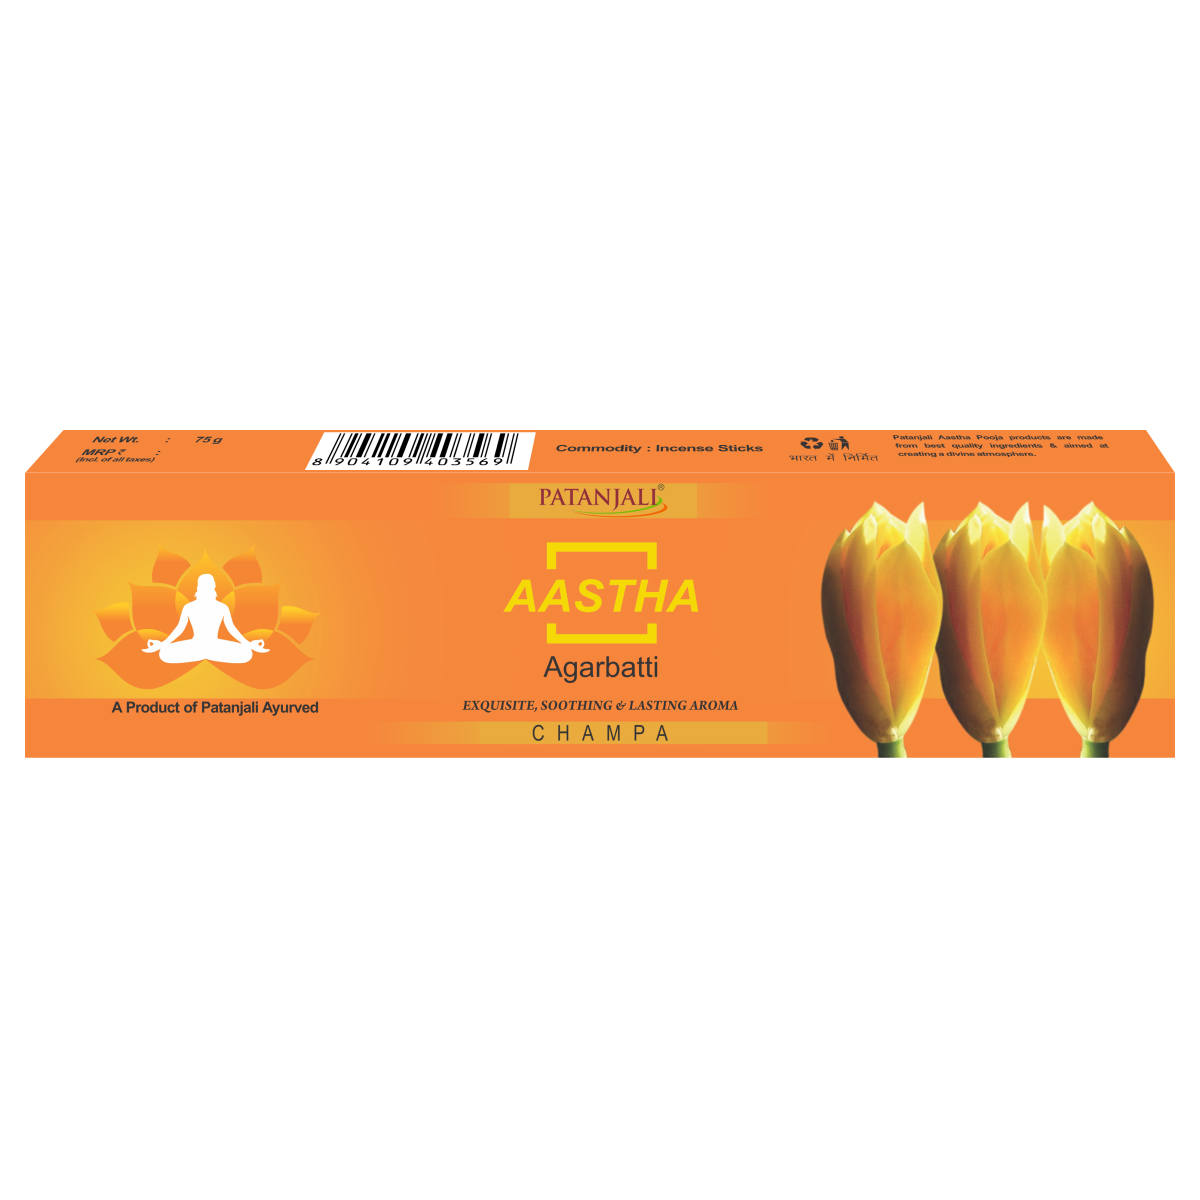 Net Wt. : 75 g
MRP ₹ :
(Incl. of all taxes)
8 904109 403569
Commodity : Incense Sticks
भारत में निर्मित
Patanjali Aastha Pooja products are made
from best quality ingredients & aimed at
creating a divine atmosphere.
PATANJALI®
AASTHA
Agarbatti
EXQUISITE, SOOTHING & LASTING AROMA
CHAMPA
A Product of Patanjali Ayurved